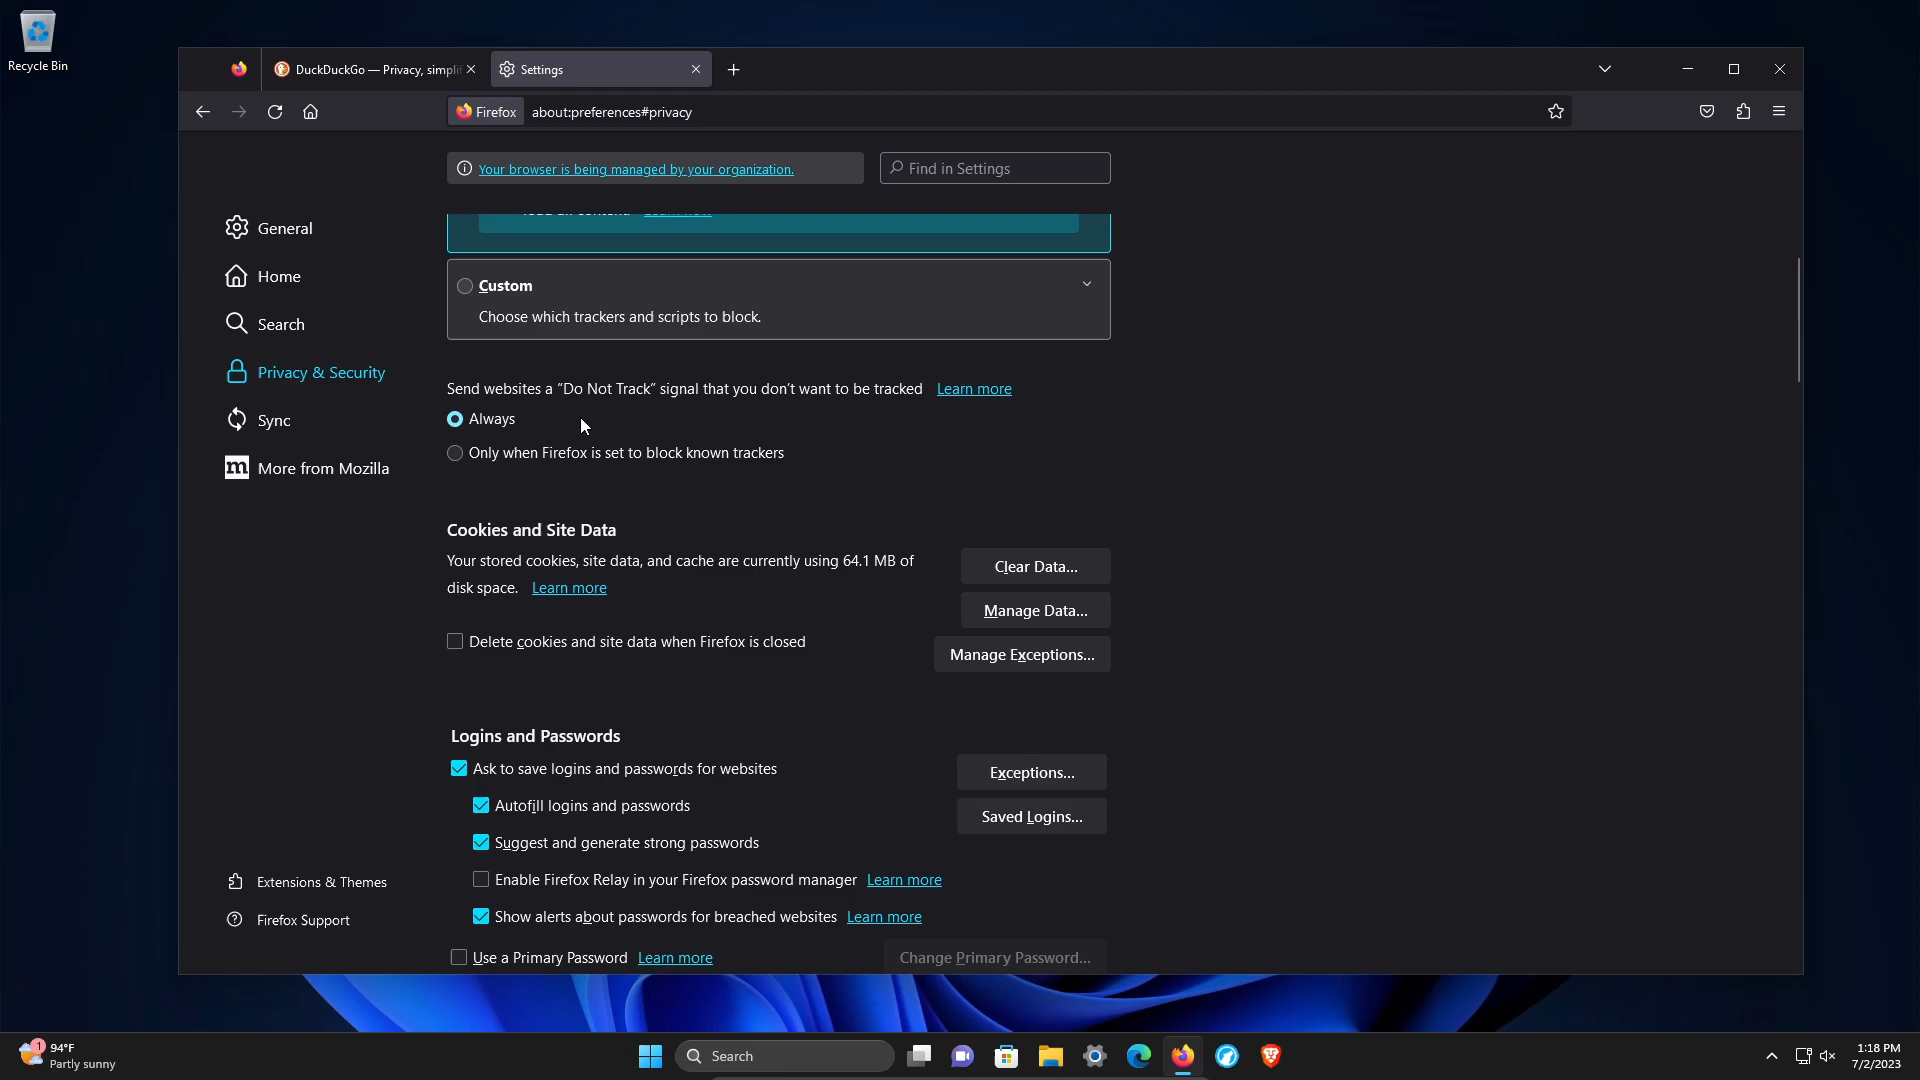 Recycle Bin
DuckDuckGo — Privacy, simplif
Settings
Firefox
about:preferences#privacy
Your browser is being managed by your organization.
Find in Settings
General
Home
Search
Privacy & Security
Sync
More from Mozilla
Extensions & Themes
Firefox Support
Custom
Choose which trackers and scripts to block.
Send websites a “Do Not Track” signal that you don’t want to be tracked Learn more
Always
Only when Firefox is set to block known trackers
Cookies and Site Data
Your stored cookies, site data, and cache are currently using 64.1 MB of
disk space. Learn more
Clear Data...
Manage Data...
Delete cookies and site data when Firefox is closed
Manage Exceptions...
Logins and Passwords
Ask to save logins and passwords for websites
Exceptions...
Autofill logins and passwords
Saved Logins...
Suggest and generate strong passwords
Enable Firefox Relay in your Firefox password manager Learn more
Show alerts about passwords for breached websites Learn more
Use a Primary Password Learn more
Change Primary Password...
1
94°F
Partly sunny
Search
1:18 PM
7/2/2023